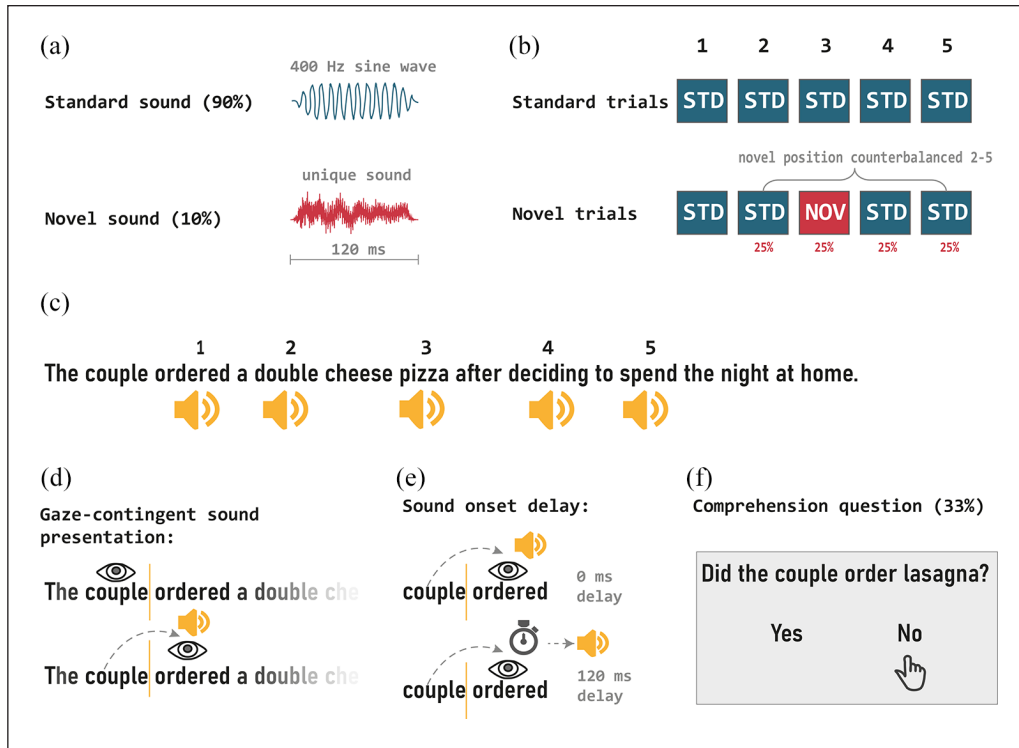 (a)
400 Hz sine wave
Standard sound (90%)
unique sound
Novel sound (10%)
120 ms
(b)
1 2 3 4 5
Standard trials STD STD STD STD STD
novel position counterbalanced 2-5
Novel trials STD STD NOV STD STD
25% 25% 25% 25%
(c)
1 2 3 4 5
The couple ordered a double cheese pizza after deciding to spend the night at home.
(d)
Gaze-contingent sound
presentation:
The couple ordered a double che
The couple ordered a double che
(e)
Sound onset delay:
couple ordered
0 ms
delay
couple ordered
120 ms
delay
(f)
Comprehension question (33%)
Did the couple order lasagna?
Yes No